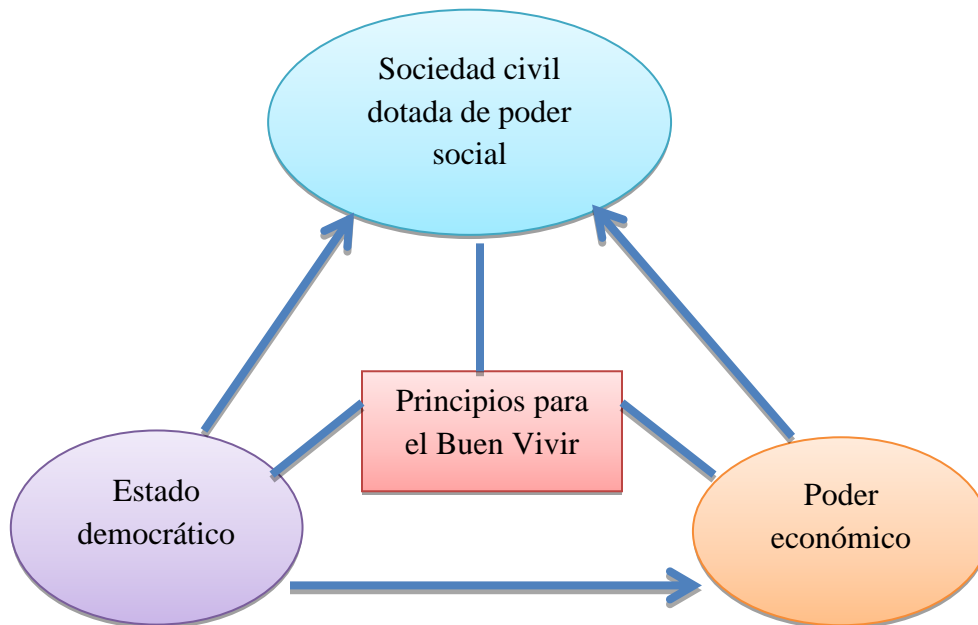 Sociedad civil
dotada de poder
social
Principios para
el Buen Vivir
Estado
democrático
Poder
económico